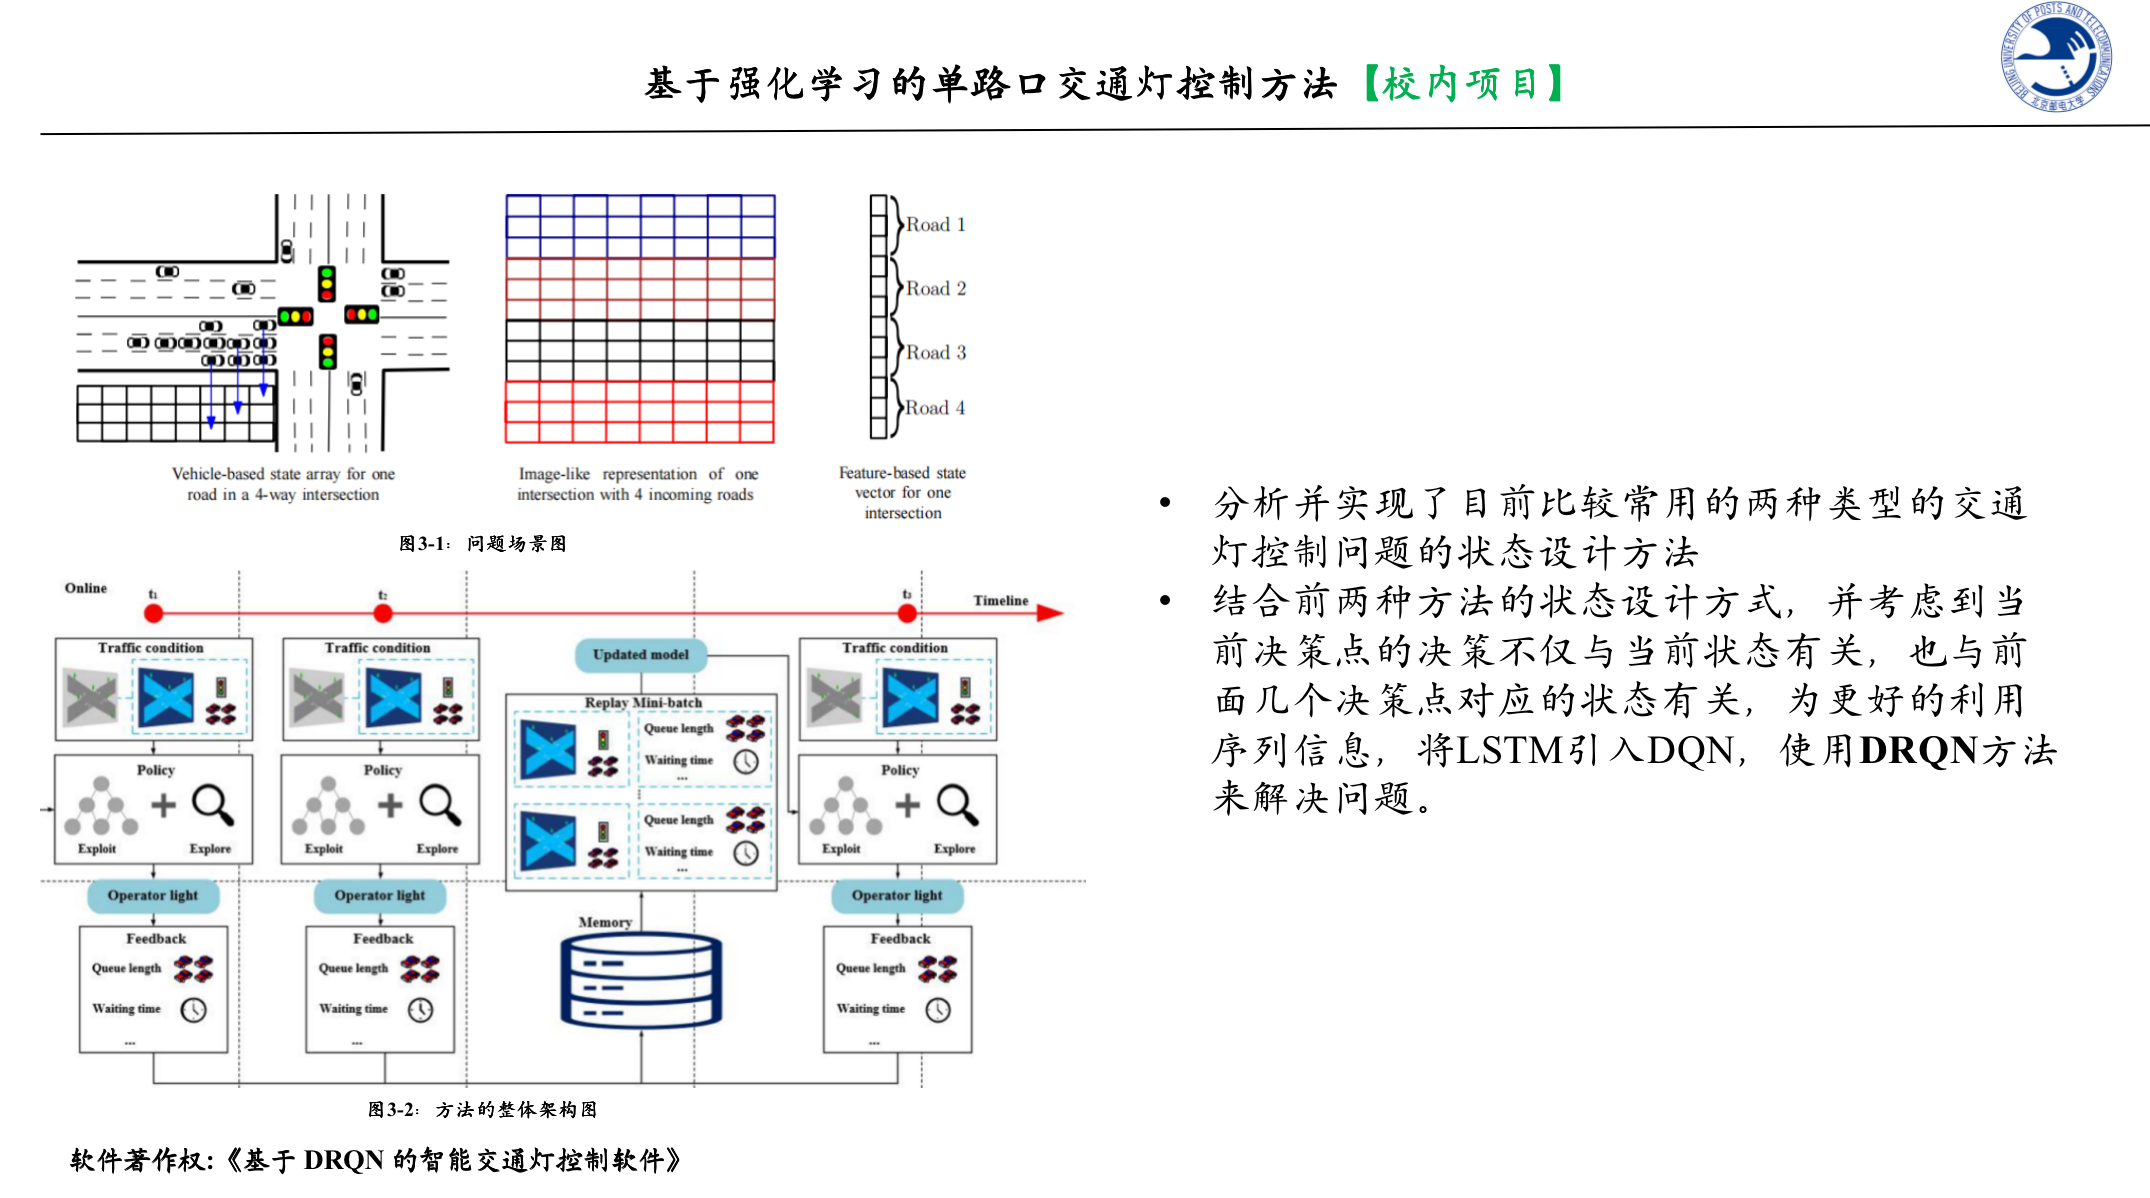 基于强化学习的单路口交通灯控制方法【校内项目】
BEIJING UNIVERSITY OF POSTS AND TELECOMMUNICATIONS
北京邮电大学
Road 1
Road 2
Road 3
Road 4
Vehicle-based state array for one
road in a 4-way intersection
Image-like representation of one
intersection with 4 incoming roads
Feature-based state
vector for one
intersection
图3-1：问题场景图
Online
t₁
t₂
t₃
Timeline
Traffic condition
Policy
Exploit
Explore
Operator light
Feedback
Queue length
Waiting time
...
Traffic condition
Policy
Exploit
Explore
Operator light
Feedback
Queue length
Waiting time
...
Updated model
Replay Mini-batch
Queue length
Waiting time
...
Queue length
Waiting time
...
Memory
Traffic condition
Policy
Exploit
Explore
Operator light
Feedback
Queue length
Waiting time
...
图3-2：方法的整体架构图
软件著作权：《基于 DRQN 的智能交通灯控制软件》
• 分析并实现了目前比较常用的两种类型的交通
灯控制问题的状态设计方法
• 结合前两种方法的状态设计方式，并考虑到当
前决策点的决策不仅与当前状态有关，也与前
面几个决策点对应的状态有关，为更好的利用
序列信息，将LSTM引入DQN，使用DRQN方法
来解决问题。